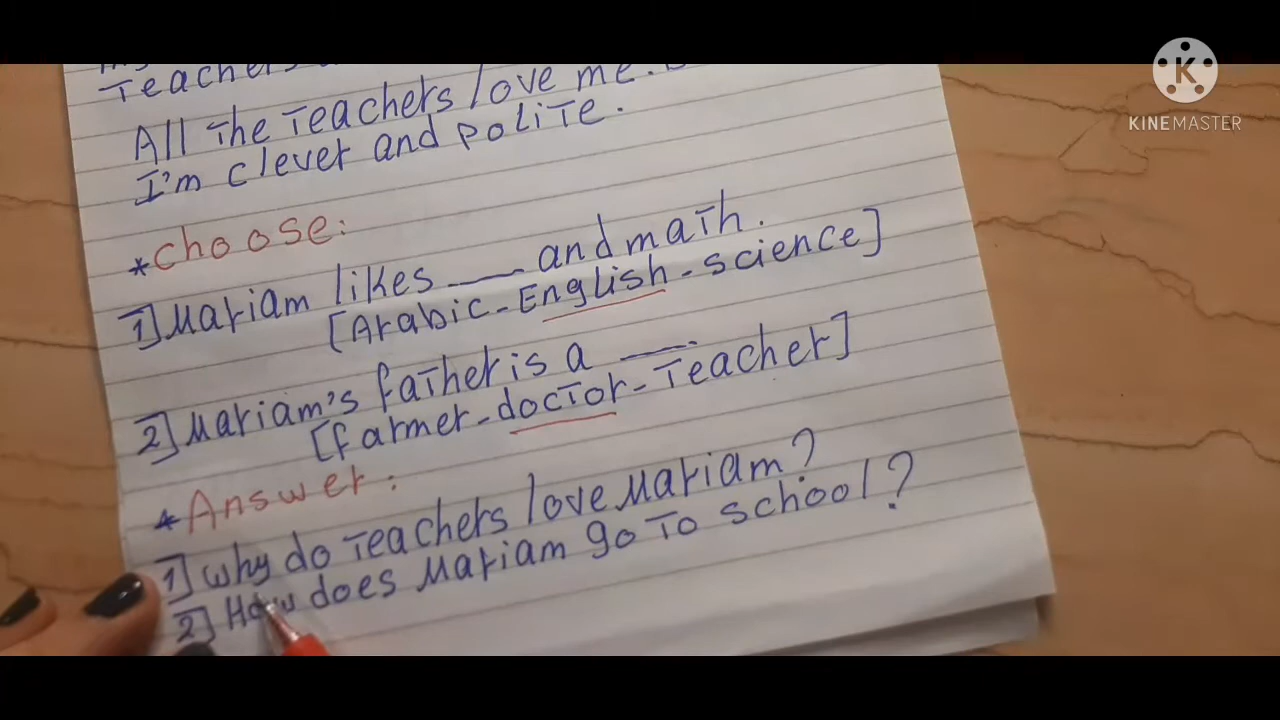 Teachers
All the Teachers love me.
I'm clever and polite.
*Choose:
1] Mariam likes ___ and math.
[Arabic-English-science]
2] Mariam's father is a ___.
[farmer-doctor-Teacher]
*Answer:
1] why do Teachers love Mariam?
2] How does Mariam go To school?
KINEMASTER